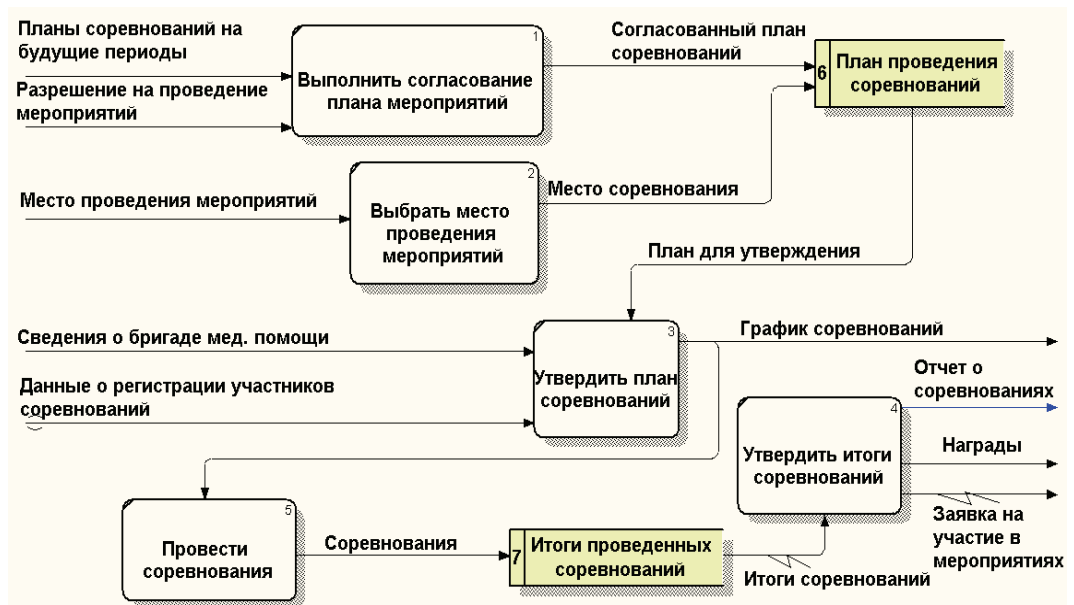 Планы соревнований на
будущие периоды
Разрешение на проведение
мероприятий
1
Выполнить согласование
плана мероприятий
Согласованный план
соревнований
6
План проведения
соревнований
Место проведения мероприятий
2
Выбрать место
проведения
мероприятий
Место соревнования
План для утверждения
Сведения о бригаде мед. помощи
Данные о регистрации участников
соревнований
3
Утвердить план
соревнований
График соревнований
Отчет о
соревнованиях
4
Утвердить итоги
соревнований
Награды
Заявка на
участие в
мероприятиях
5
Провести
соревнования
Соревнования
7
Итоги проведенных
соревнований
Итоги соревнований